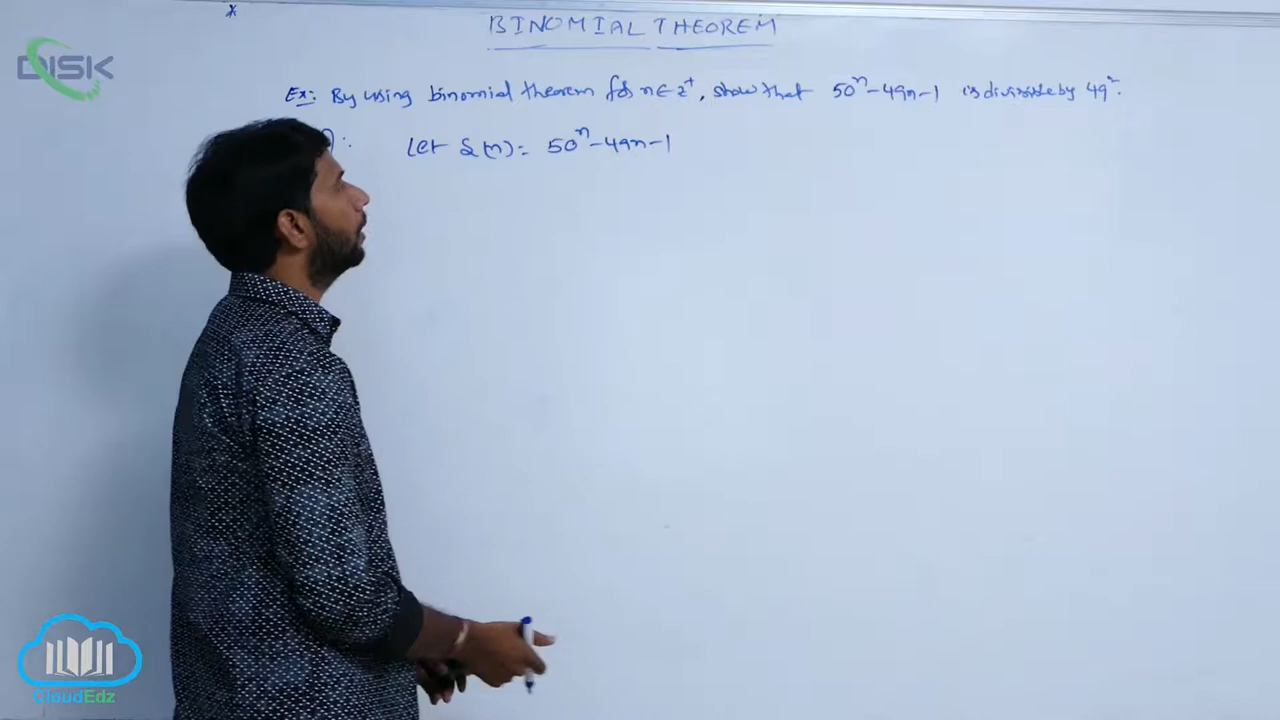 BINOMIAL THEOREM
DISK
Ex: By using binomial theorem for n ∈ z⁺, show that 50ⁿ-49n-1 is divisible by 49².
Let S(n) = 50ⁿ-49n-1
CloudEdz